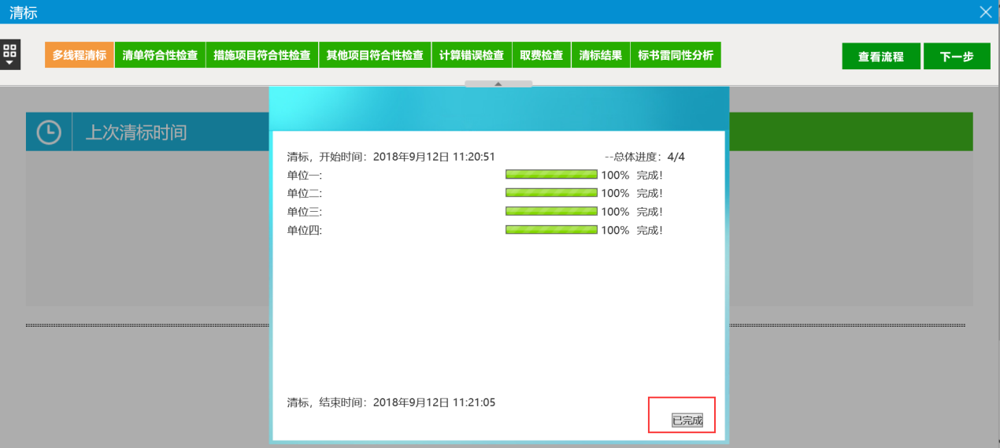 清标
多线程清标 清单符合性检查 措施项目符合性检查 其他项目符合性检查 计算错误检查 取费检查 清标结果 标书雷同性分析 查看流程 下一步
上次清标时间
清标，开始时间：2018年9月12日 11:20:51 --总体进度：4/4
单位一: 100% 完成！
单位二: 100% 完成！
单位三: 100% 完成！
单位四: 100% 完成！
清标，结束时间：2018年9月12日 11:21:05
已完成